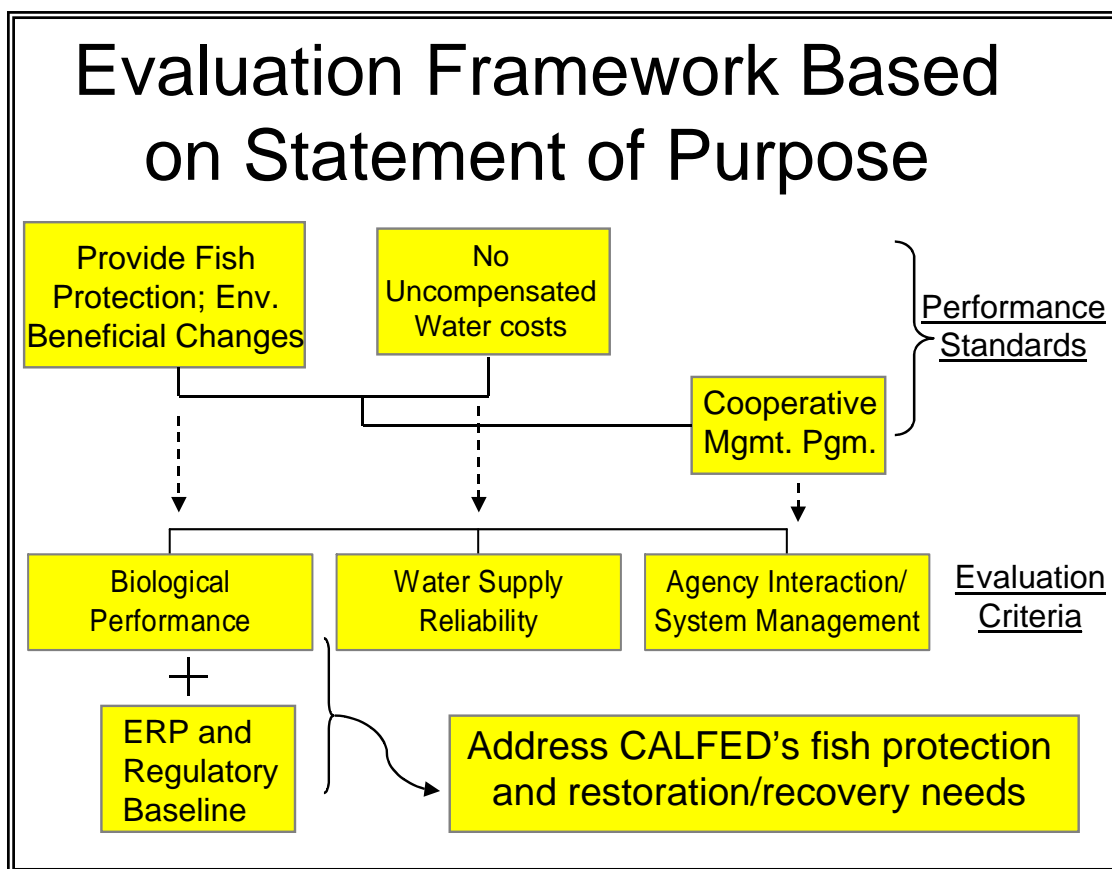 Evaluation Framework Based
on Statement of Purpose
Provide Fish
Protection; Env.
Beneficial Changes
No
Uncompensated
Water costs
Performance
Standards
Cooperative
Mgmt. Pgm.
Biological
Performance
Water Supply
Reliability
Agency Interaction/
System Management
Evaluation
Criteria
ERP and
Regulatory
Baseline
Address CALFED's fish protection
and restoration/recovery needs